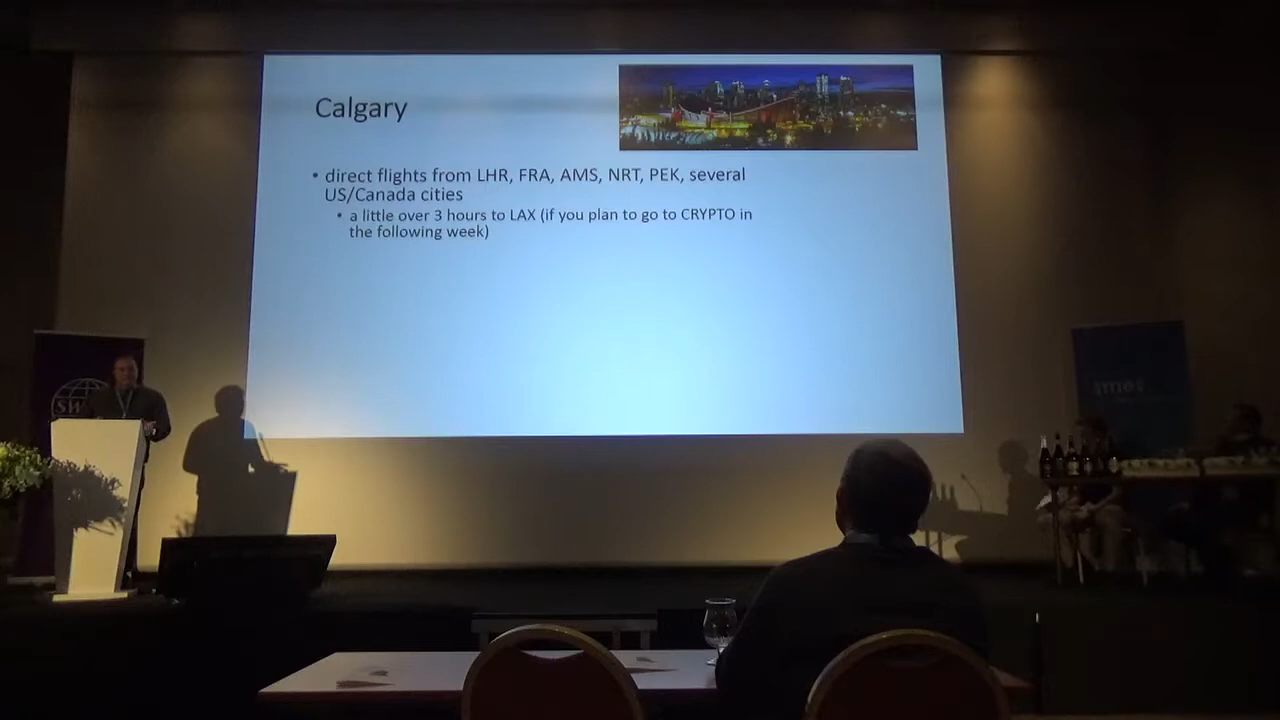 Calgary
• direct flights from LHR, FRA, AMS, NRT, PEK, several
US/Canada cities
• a little over 3 hours to LAX (if you plan to go to CRYPTO in
the following week)